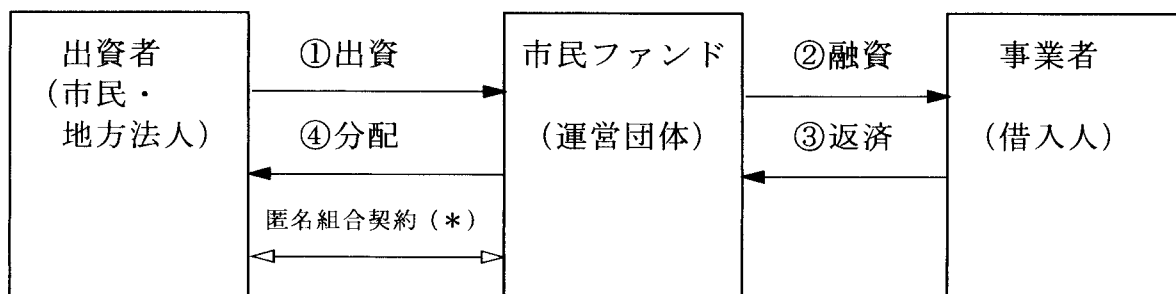 出資者
(市民・
地方法人)
①出資
④分配
匿名組合契約(*)
市民ファンド
(運営団体)
②融資
③返済
事業者
(借入人)